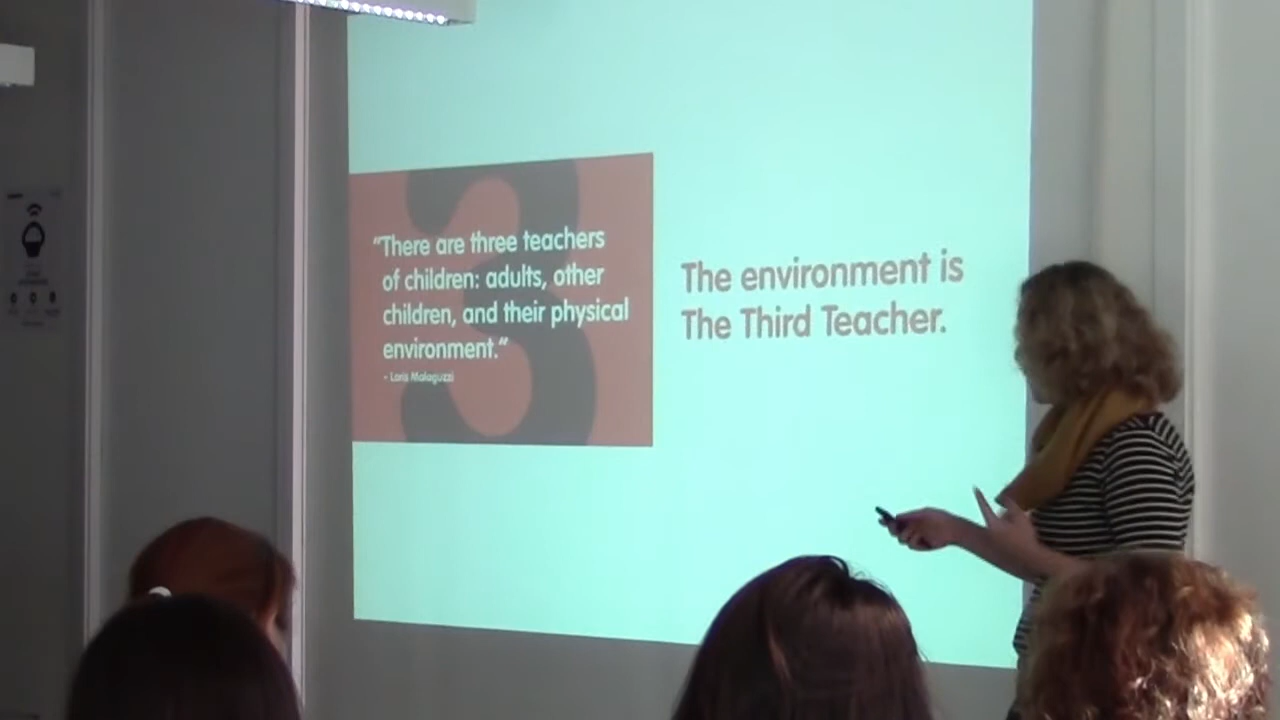 “There are three teachers
of children: adults, other
children, and their physical
environment.”
- Loris Malaguzzi
The environment is
The Third Teacher.